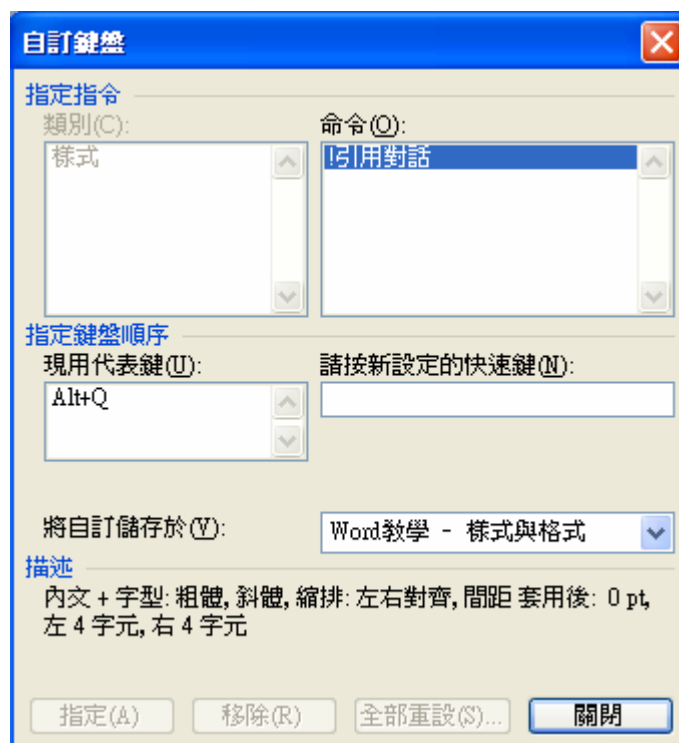 自訂鍵盤
指定指令
類別(C):
命令(O):
樣式
!引用對話
指定鍵盤順序
現用代表鍵(U):
請按新設定的快速鍵(N):
Alt+Q
將自訂儲存於(V):
Word教學 - 樣式與格式
描述
內文 + 字型: 粗體, 斜體, 縮排: 左右對齊, 間距 套用後: 0 pt,
左 4 字元, 右 4 字元
指定(A)
移除(R)
全部重設(S)...
關閉